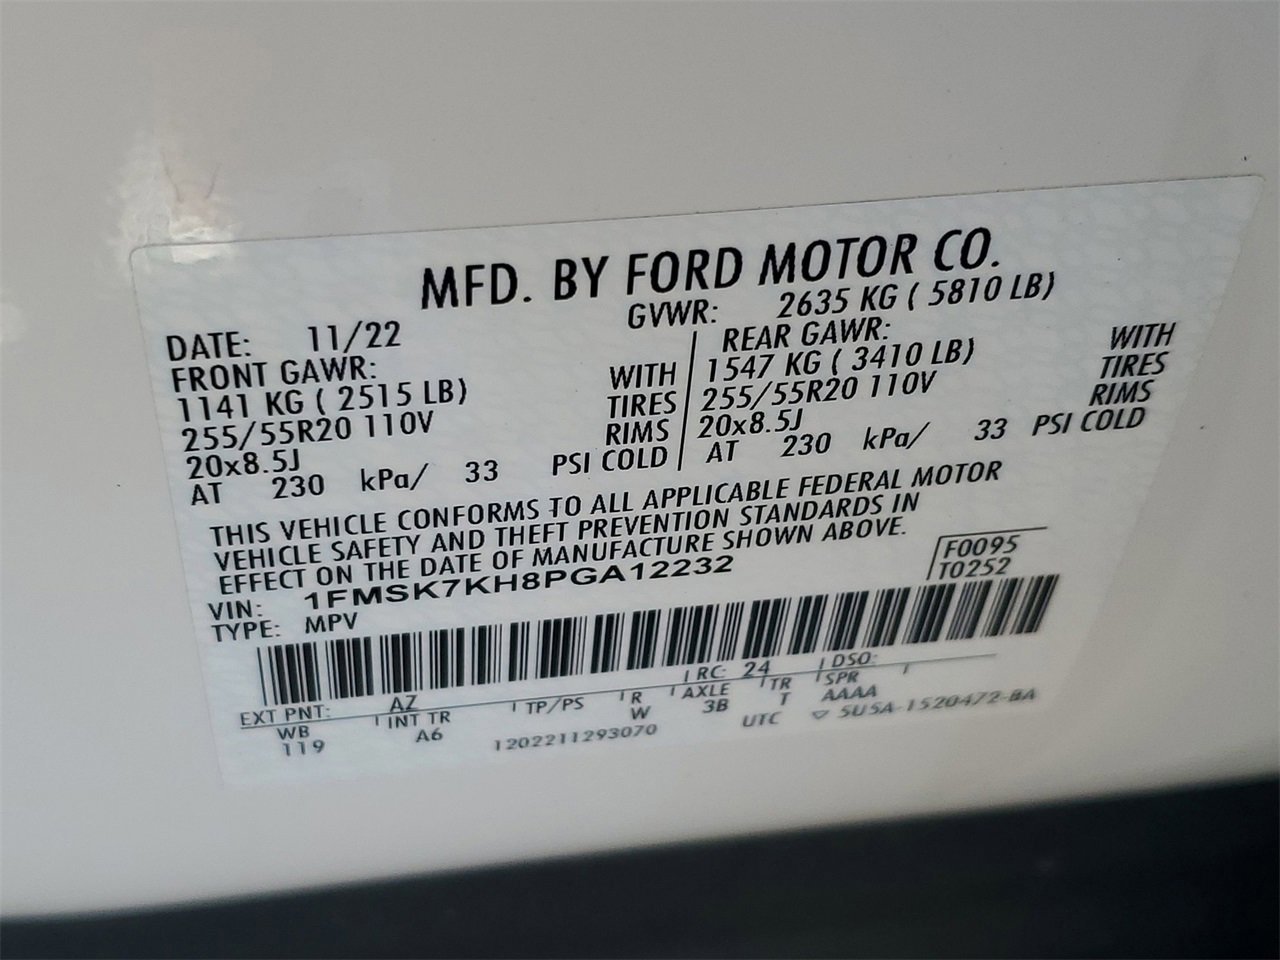 MFD. BY FORD MOTOR CO.
DATE: 11/22 GVWR: 2635 KG ( 5810 LB)
FRONT GAWR: REAR GAWR:
1141 KG ( 2515 LB) WITH 1547 KG ( 3410 LB) WITH
255/55R20 110V TIRES 255/55R20 110V TIRES
20x8.5J RIMS 20x8.5J RIMS
AT 230 kPa/ 33 PSI COLD AT 230 kPa/ 33 PSI COLD
THIS VEHICLE CONFORMS TO ALL APPLICABLE FEDERAL MOTOR
VEHICLE SAFETY AND THEFT PREVENTION STANDARDS IN
EFFECT ON THE DATE OF MANUFACTURE SHOWN ABOVE.
VIN: 1FMSK7KH8PGA12232 F0095
TYPE: MPV T0252
EXT PNT: AZ RC: 24 DSO:
WB INT TR TP/PS R AXLE TR SPR
119 A6 W 3B T AAAA
1202211293070 UTC ▽ 5U5A-1520472-BA